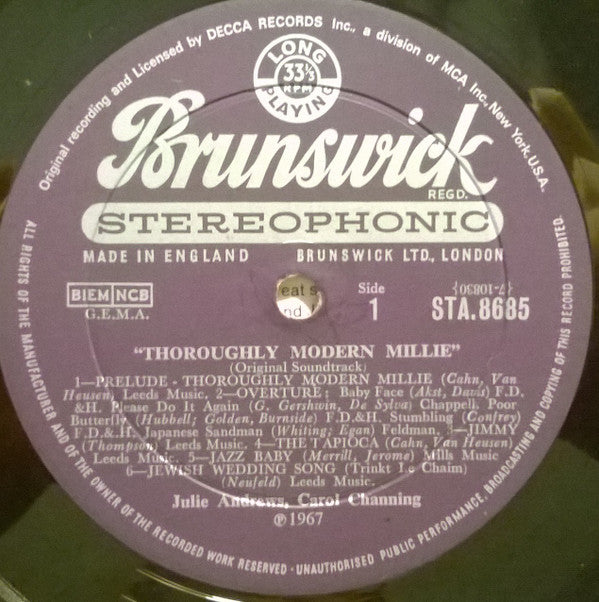 Original recording and Licensed by DECCA RECORDS Inc., a division of MCA Inc., New York, U.S.A.
LONG
33⅓
RPM
PLAYING
Brunswick
REGD.
STEREOPHONIC
MADE IN ENGLAND BRUNSWICK LTD., LONDON
BIEM NCB
G.E.M.A.
eat s
nd
Side
1
{7-10830}
STA.8685
"THOROUGHLY MODERN MILLIE"
(Original Soundtrack)
1—PRELUDE - THOROUGHLY MODERN MILLIE (Cahn, Van
Heusen) Leeds Music - 2—OVERTURE; Baby Face (Akst, Davis) F.D.
&H. Please Do It Again (G. Gershwin, De Sylva) Chappell, Poor
Butterfly (Hubbell; Golden, Burnside) F.D.&H. Stumbling (Confrey)
F.D.&H. Japanese Sandman (Whiting; Egan) Feldman. 3—JIMMY
(Thompson) Leeds Music. 4—THE TAPIOCA (Cahn, Van Heusen)
Leeds Music. 5—JAZZ BABY (Merrill, Jerome) Mills Music
6—JEWISH WEDDING SONG (Trinkt Le Chaim)
(Neufeld) Leeds Music.
Julie Andrews, Carol Channing
℗1967
ALL RIGHTS OF THE MANUFACTURER AND OF THE OWNER OF THE RECORDED WORK RESERVED · UNAUTHORISED PUBLIC PERFORMANCE, BROADCASTING AND COPYING OF THIS RECORD PROHIBITED.